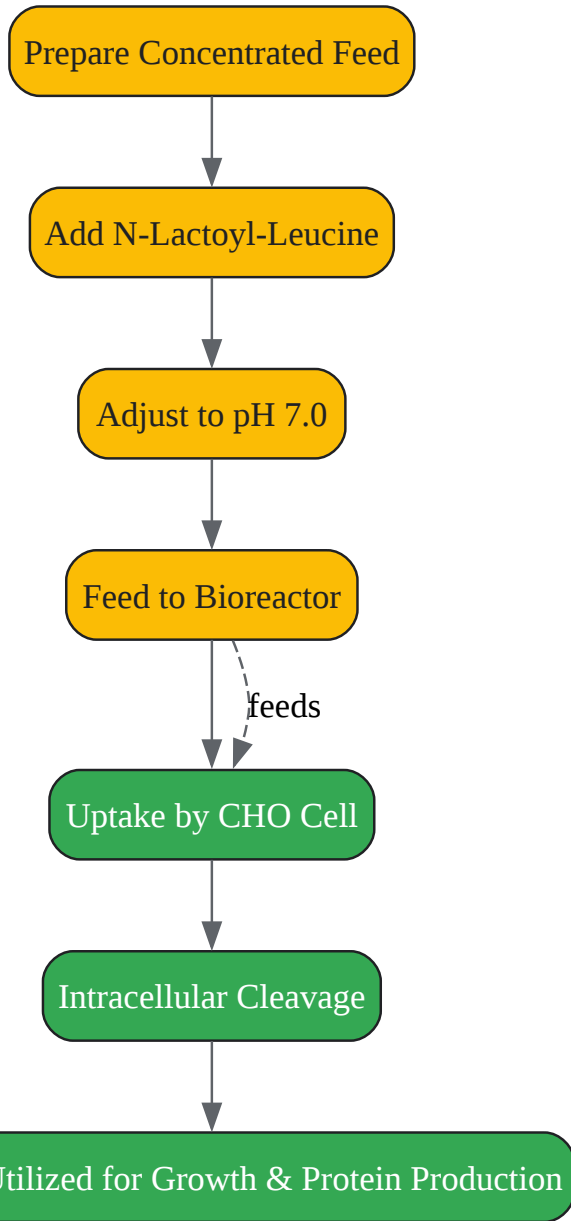 Prepare Concentrated Feed
Add N-Lactoyl-Leucine
Adjust to pH 7.0
Feed to Bioreactor
feeds
Uptake by CHO Cell
Intracellular Cleavage
Utilized for Growth & Protein Production